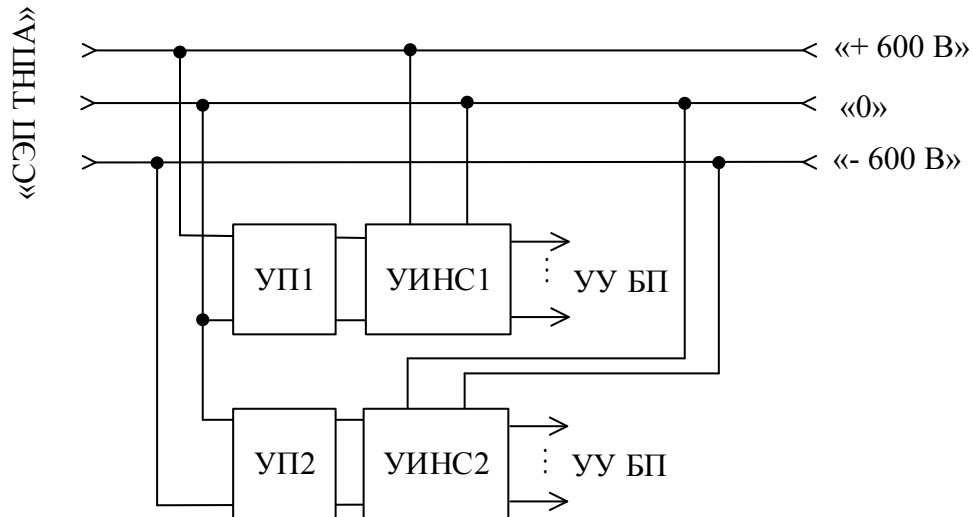 «СЭП ТНПА»
«+ 600 В»
«0»
«- 600 В»
УП1
УИНС1
УУ БП
УП2
УИНС2
УУ БП